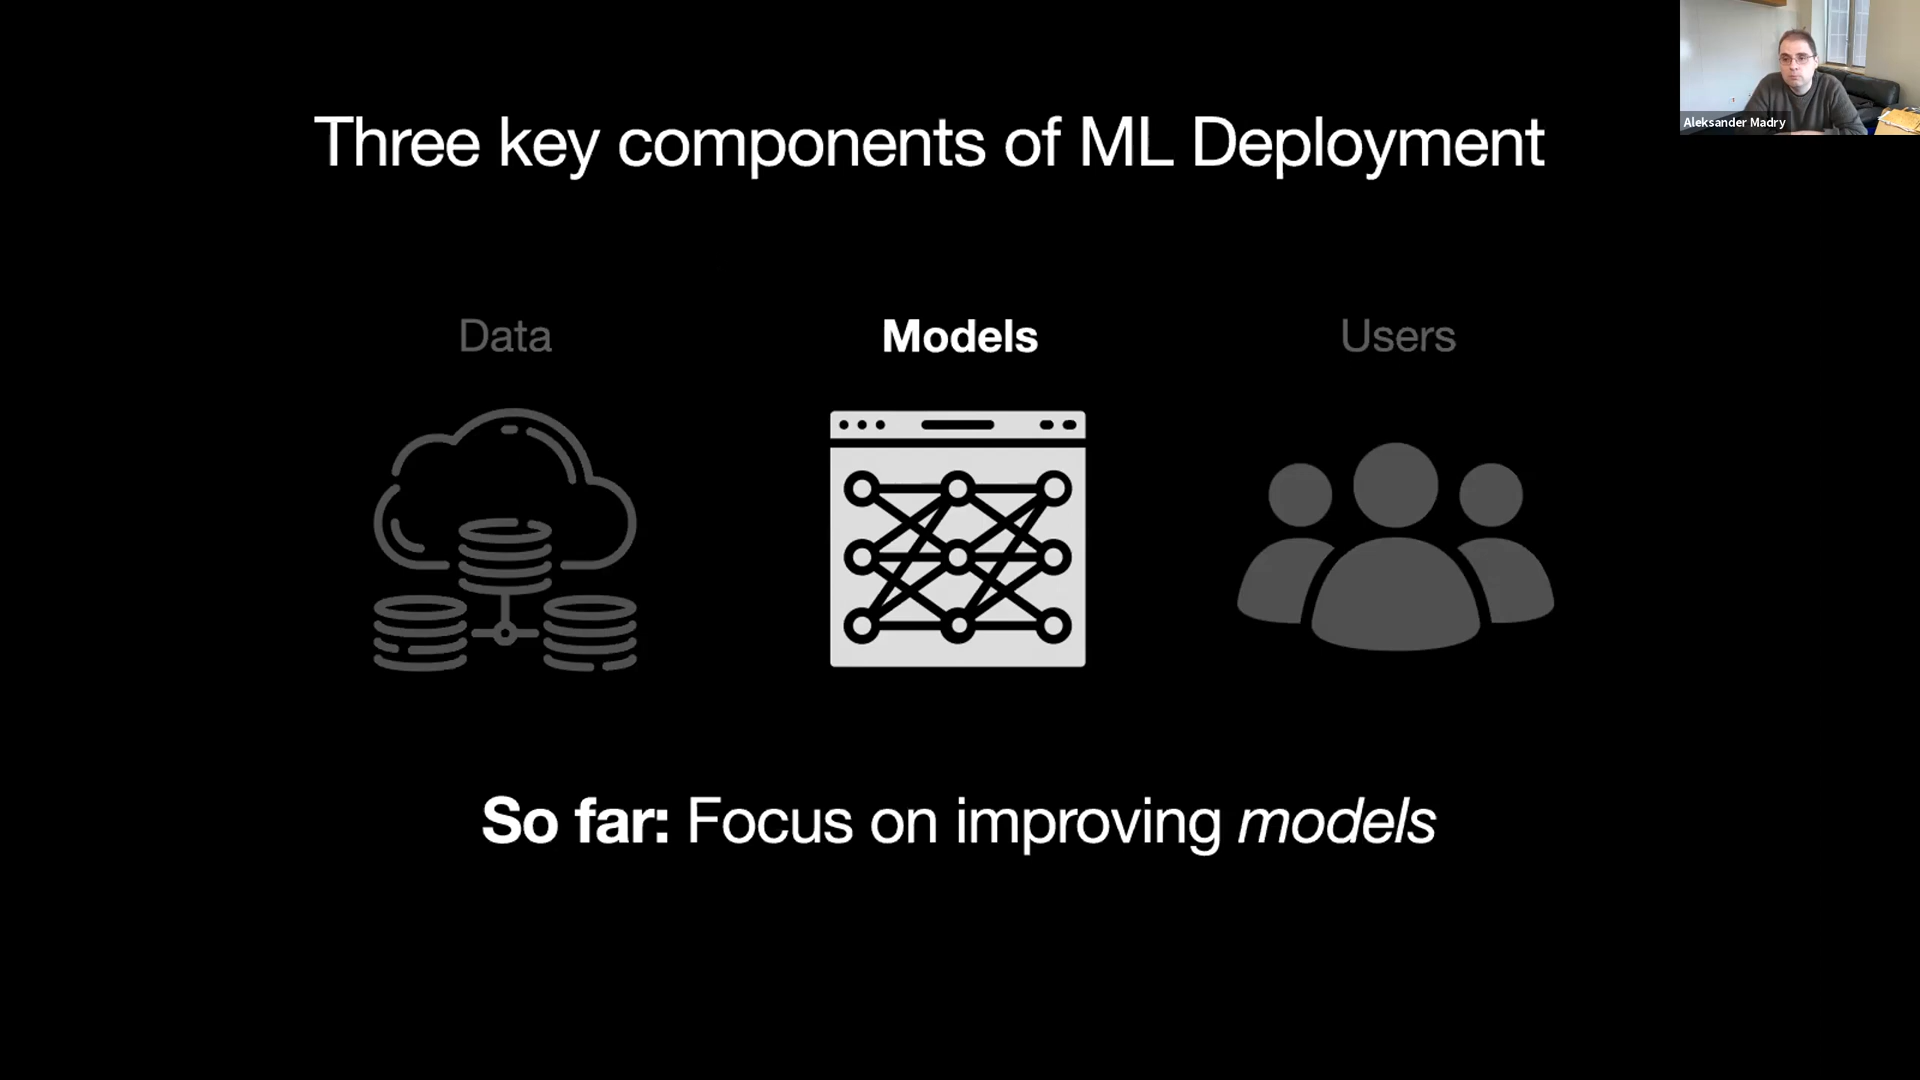 Three key components of ML Deployment
Aleksander Madry
Data
Models
Users
So far: Focus on improving models